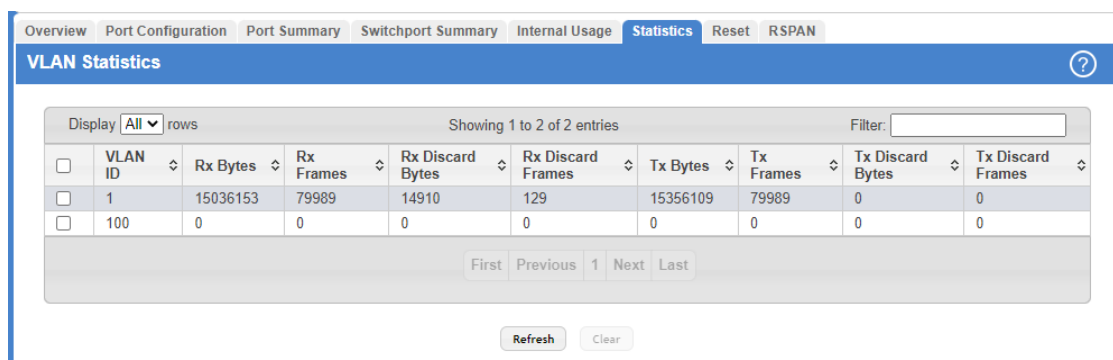 Overview Port Configuration Port Summary Switchport Summary Internal Usage Statistics Reset RSPAN
VLAN Statistics ?
Display All rows Showing 1 to 2 of 2 entries Filter:
VLAN ID Rx Bytes Rx Frames Rx Discard Bytes Rx Discard Frames Tx Bytes Tx Frames Tx Discard Bytes Tx Discard Frames
1 15036153 79989 14910 129 15356109 79989 0 0
100 0 0 0 0 0 0 0 0
First Previous 1 Next Last
Refresh Clear